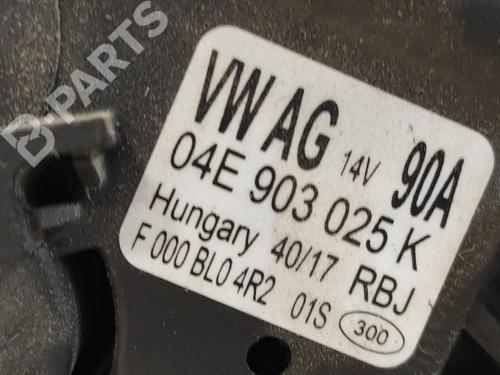 B-PARTS
VW AG 14V 90A
04E 903 025 K
Hungary 40/17 RBJ
F 000 BL0 4R2 01S 300